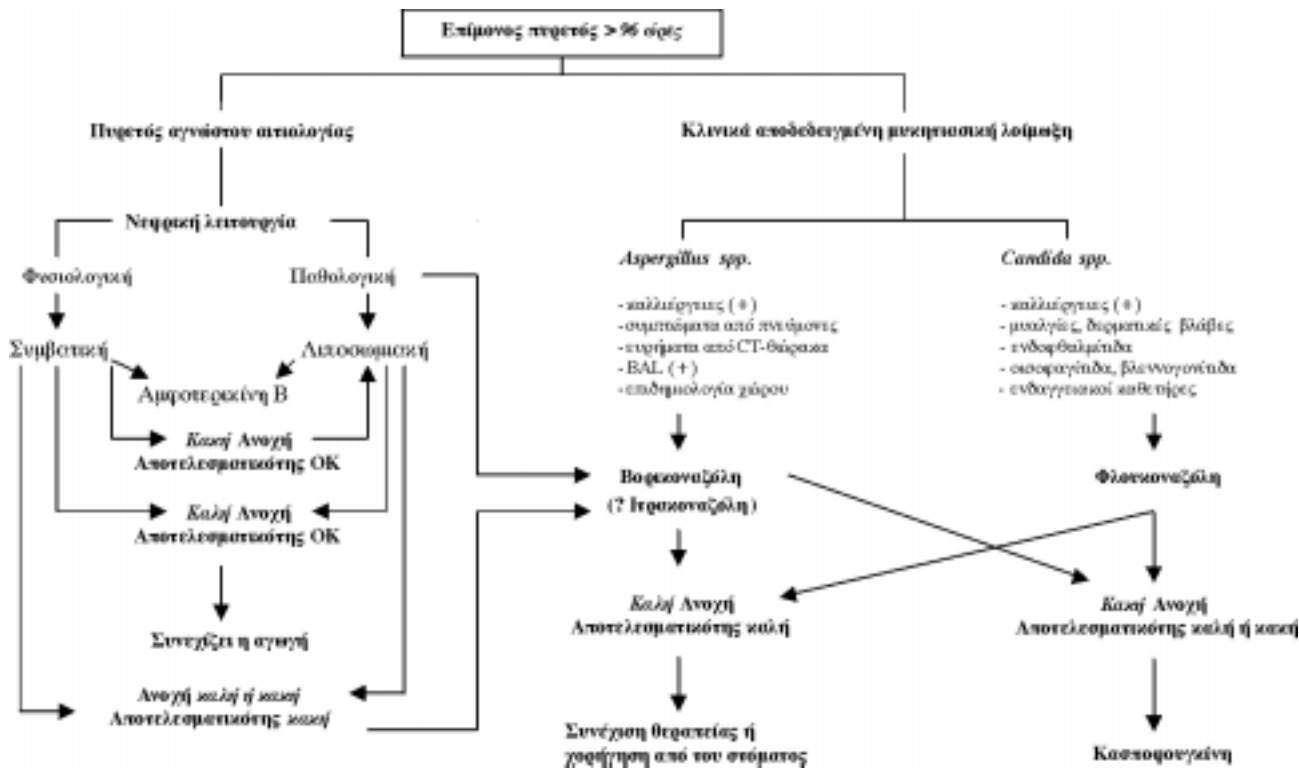 Επίμονος πυρετός > 96 ώρες
Πυρετός αγνώστου αιτιολογίας
Κλινικά αποδεδειγμένη μυκητιασική λοίμωξη
Νεφρική λειτουργία
Φυσιολογική
Παθολογική
Συμβατική
Λιποσωμιακή
Αμφοτερικίνη Β
Κακή Ανοχή
Αποτελεσματικότης ΟΚ
Καλή Ανοχή
Αποτελεσματικότης ΟΚ
Συνεχίζει η αγωγή
Ανοχή καλή ή κακή
Αποτελεσματικότης κακή
Aspergillus spp.
- καλλιέργειες (+)
- συμπτώματα από πνεύμονες
- ευρήματα από CT-θώρακα
- BAL (+)
- επιδημιολογία χώρου
Βορικοναζόλη
(? Ιτρακοναζόλη)
Καλή Ανοχή
Αποτελεσματικότης καλή
Συνέχιση θεραπείας ή
χορήγηση από του στόματος
Candida spp.
- καλλιέργειες (+)
- μυαλγίες, δερματικές βλάβες
- ενδοφθαλμίτιδα
- οισοφαγίτιδα, βλεννογονίτιδα
- ενδαγγειακοί καθετήρες
Φλουκοναζόλη
Κακή Ανοχή
Αποτελεσματικότης καλή ή κακή
Κασποφουγκίνη